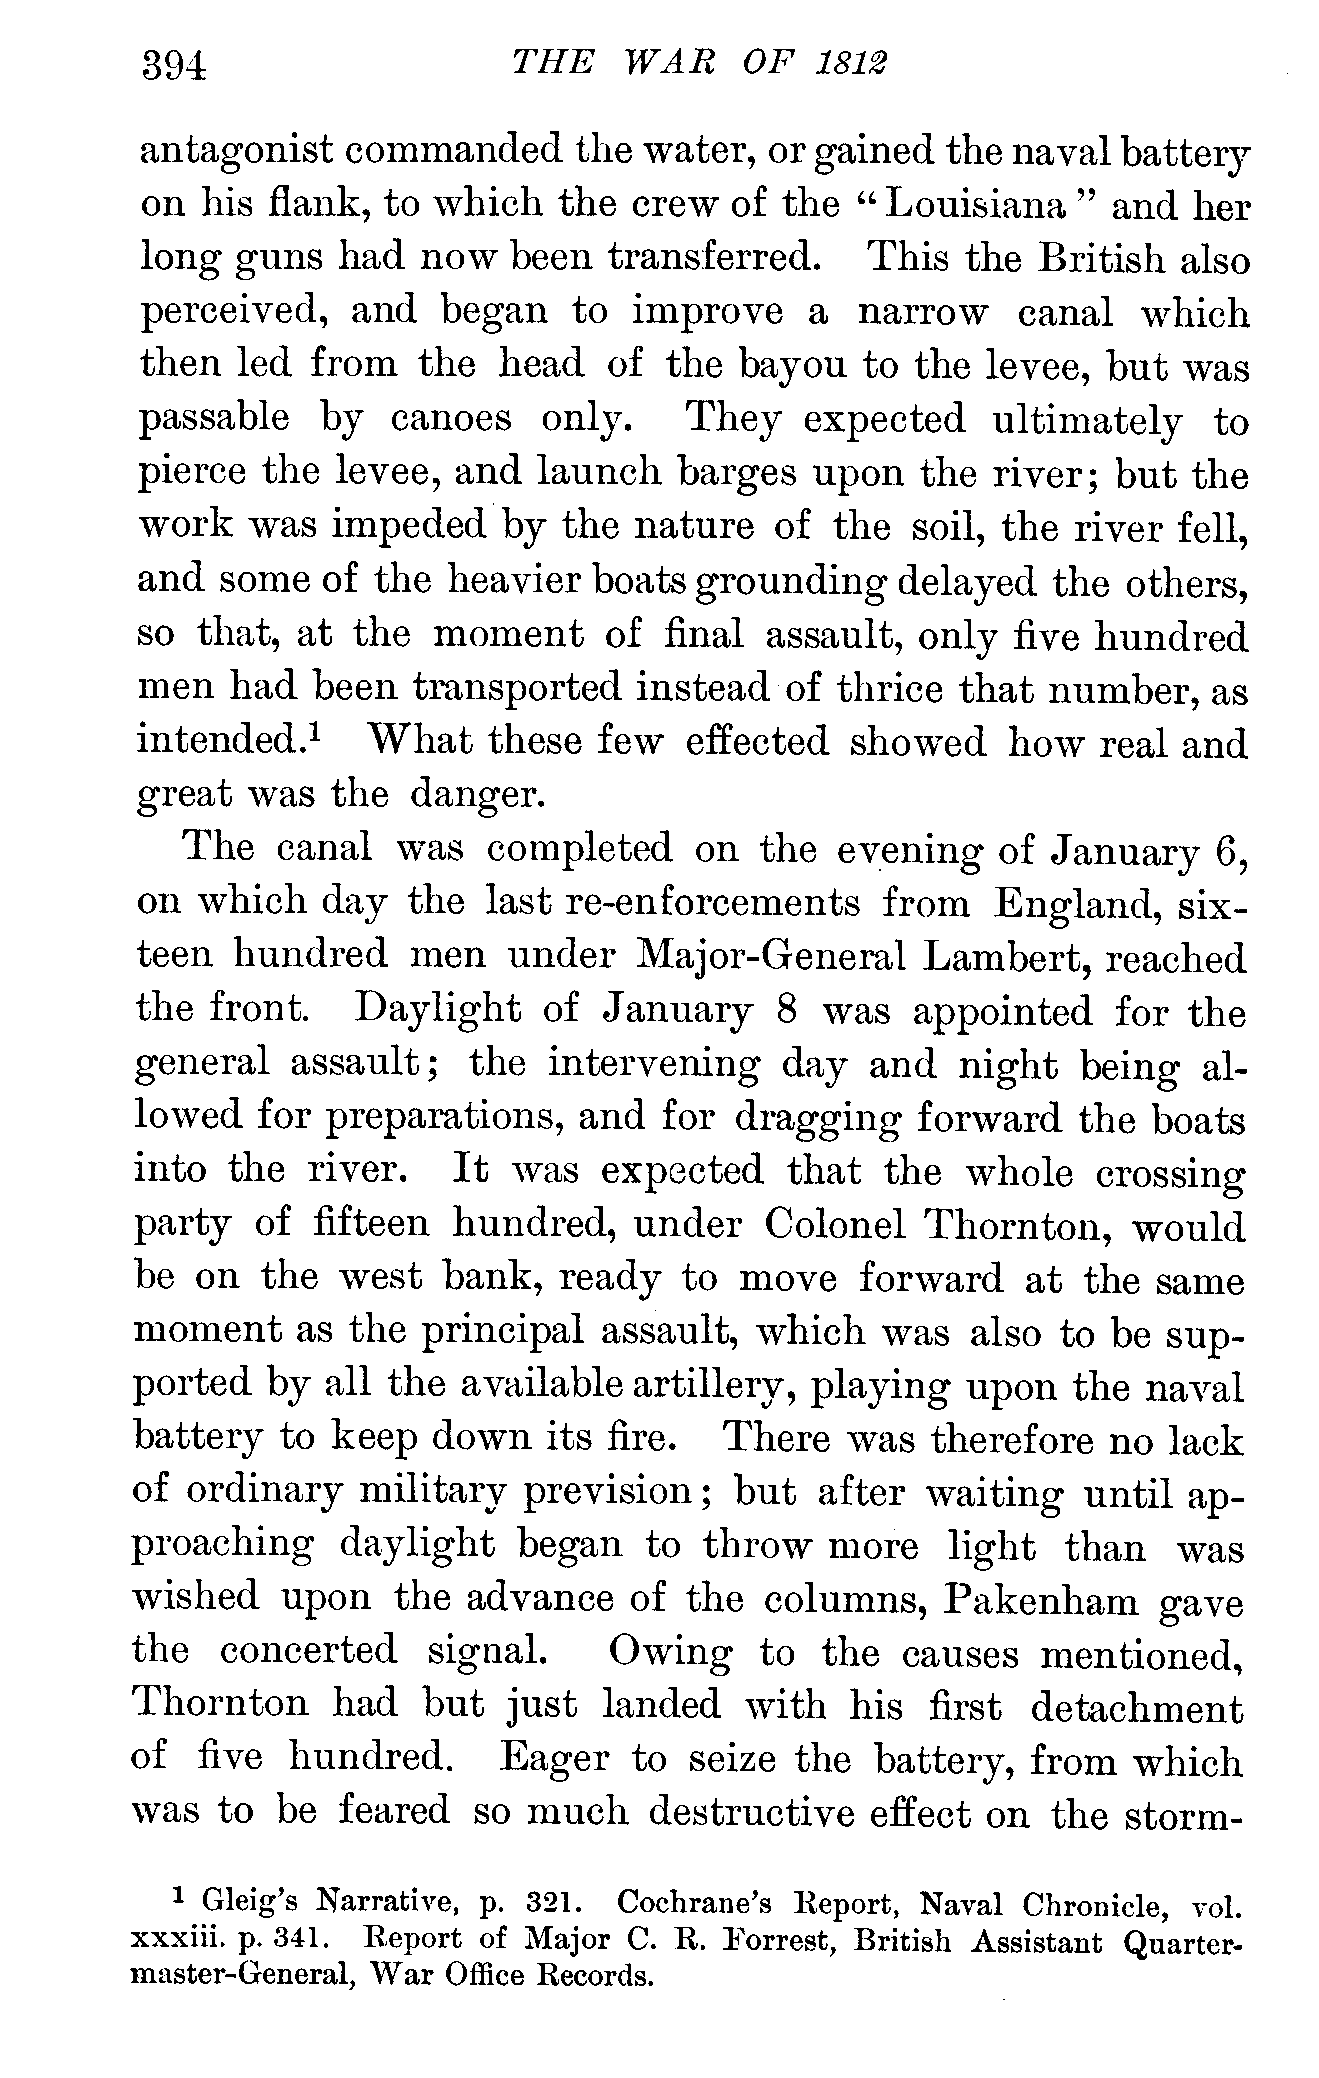 394 THE WAR OF 1812
antagonist commanded the water, or gained the naval battery
on his flank, to which the crew of the “Louisiana” and her
long guns had now been transferred. This the British also
perceived, and began to improve a narrow canal which
then led from the head of the bayou to the levee, but was
passable by canoes only. They expected ultimately to
pierce the levee, and launch barges upon the river; but the
work was impeded by the nature of the soil, the river fell,
and some of the heavier boats grounding delayed the others,
so that, at the moment of final assault, only five hundred
men had been transported instead of thrice that number, as
intended.¹ What these few effected showed how real and
great was the danger.
The canal was completed on the evening of January 6,
on which day the last re-enforcements from England, six-
teen hundred men under Major-General Lambert, reached
the front. Daylight of January 8 was appointed for the
general assault; the intervening day and night being al-
lowed for preparations, and for dragging forward the boats
into the river. It was expected that the whole crossing
party of fifteen hundred, under Colonel Thornton, would
be on the west bank, ready to move forward at the same
moment as the principal assault, which was also to be sup-
ported by all the available artillery, playing upon the naval
battery to keep down its fire. There was therefore no lack
of ordinary military prevision; but after waiting until ap-
proaching daylight began to throw more light than was
wished upon the advance of the columns, Pakenham gave
the concerted signal. Owing to the causes mentioned,
Thornton had but just landed with his first detachment
of five hundred. Eager to seize the battery, from which
was to be feared so much destructive effect on the storm-
¹ Gleig's Narrative, p. 321. Cochrane's Report, Naval Chronicle, vol.
xxxiii. p. 341. Report of Major C. R. Forrest, British Assistant Quarter-
master-General, War Office Records.